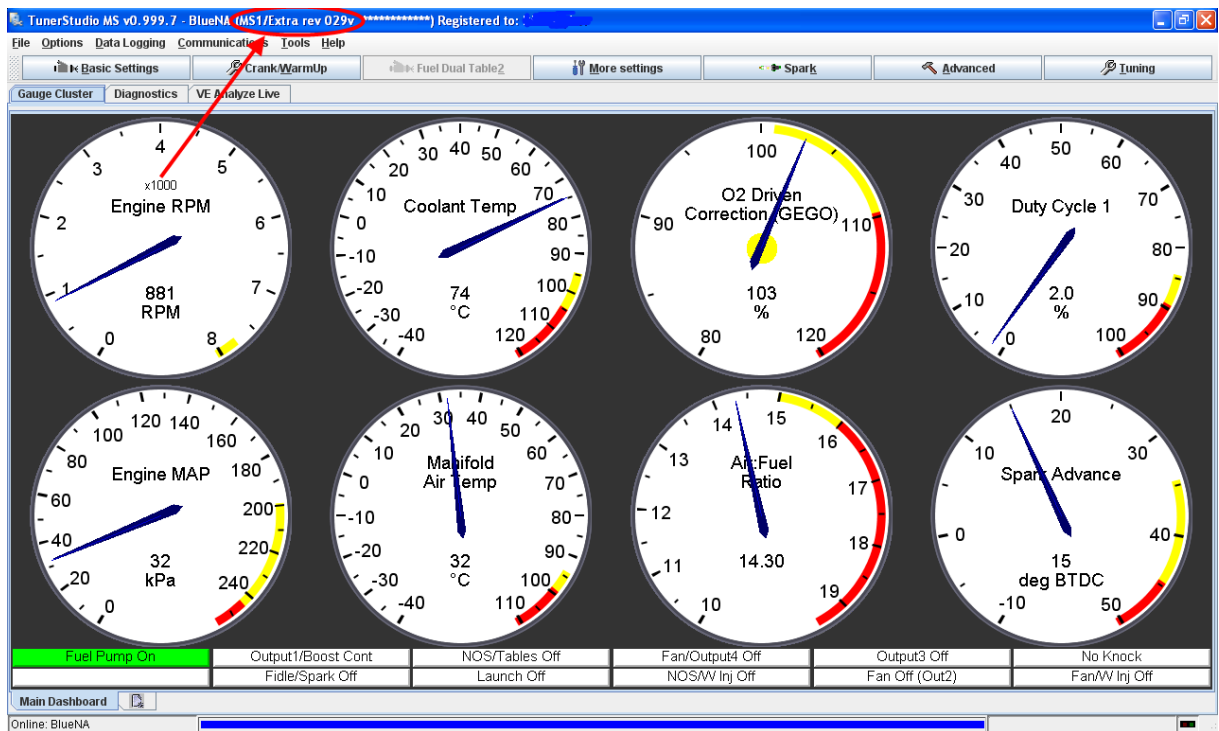 TunerStudio MS v0.999.7 - BlueNA (MS1/Extra rev 029v ************) Registered to:
File Options Data Logging Communications Tools Help
Basic Settings Crank/WarmUp Fuel Dual Table2 More settings Spark Advanced Tuning
Gauge Cluster Diagnostics VE Analyze Live
0 1 2 3 4 5 6 7 8
x1000
Engine RPM
881
RPM
-40 -30 -20 -10 0 10 20 30 40 50 60 70 80 90 100 110 120
Coolant Temp
74
°C
80 90 100 110 120
O2 Driven
Correction (GEGO)
103
%
0 10 20 30 40 50 60 70 80 90 100
Duty Cycle 1
2.0
%
0 20 40 60 80 100 120 140 160 180 200 220 240
Engine MAP
32
kPa
-40 -30 -20 -10 0 10 20 30 40 50 60 70 80 90 100 110
Manifold
Air Temp
32
°C
10 11 12 13 14 15 16 17 18 19
Air:Fuel
Ratio
14.30
-10 0 10 20 30 40 50
Spark Advance
15
deg BTDC
Fuel Pump On Output1/Boost Cont NOS/Tables Off Fan/Output4 Off Output3 Off No Knock
Fidle/Spark Off Launch Off NOS/W Inj Off Fan Off (Out2) Fan/W Inj Off
Main Dashboard
Online: BlueNA